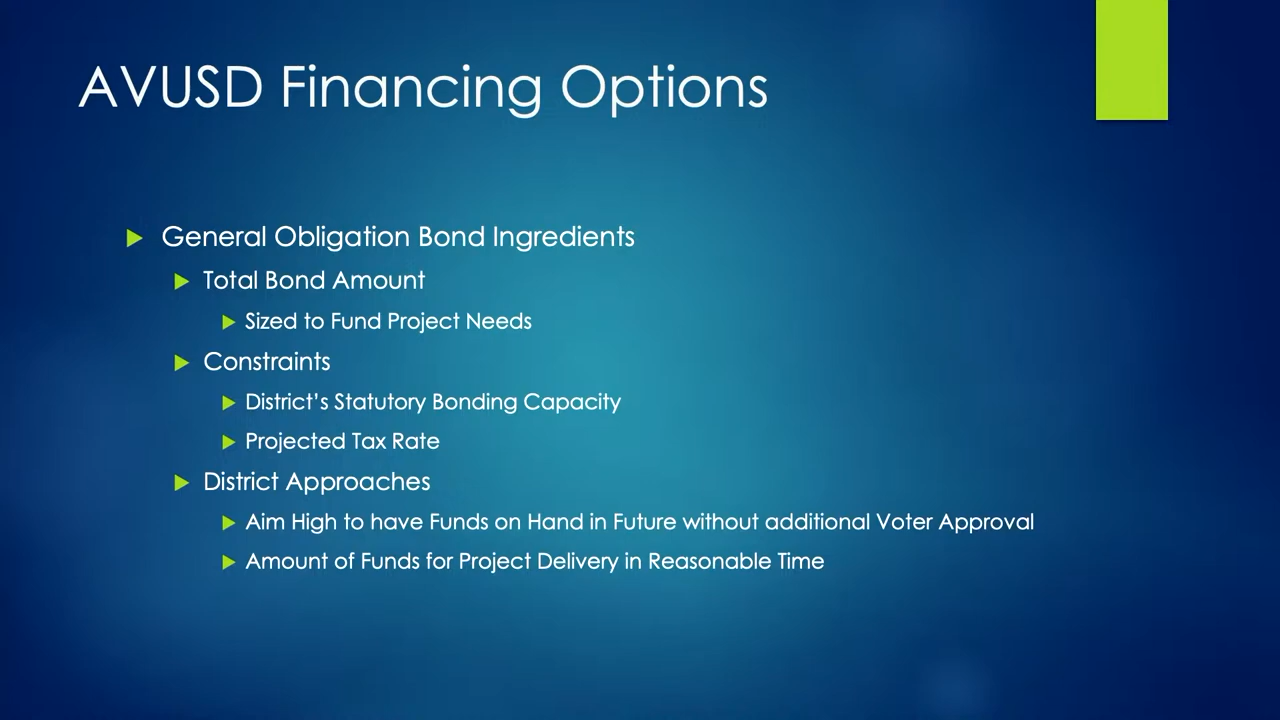 AVUSD Financing Options
General Obligation Bond Ingredients
Total Bond Amount
Sized to Fund Project Needs
Constraints
District’s Statutory Bonding Capacity
Projected Tax Rate
District Approaches
Aim High to have Funds on Hand in Future without additional Voter Approval
Amount of Funds for Project Delivery in Reasonable Time